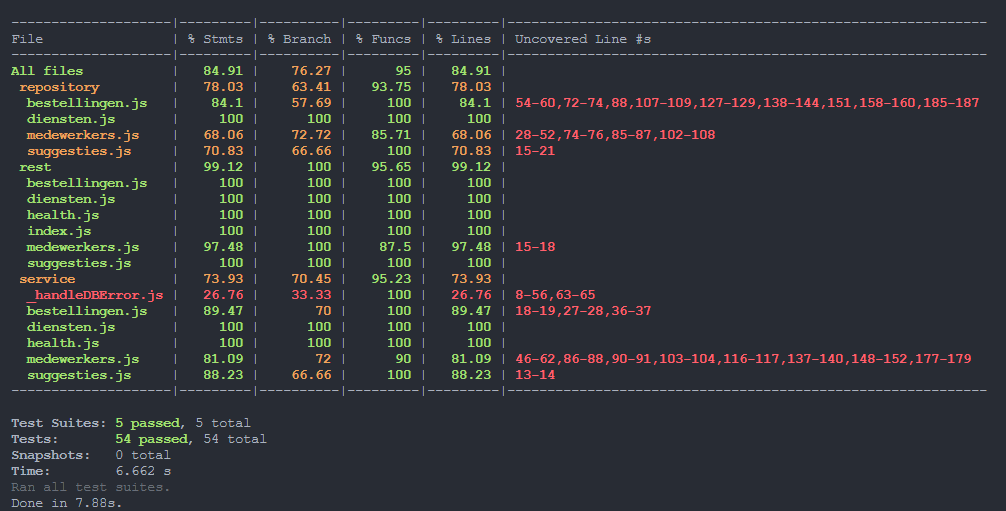 --------------------|---------|----------|---------|---------|------------------------------------------------------------
File                | % Stmts | % Branch | % Funcs | % Lines | Uncovered Line #s
--------------------|---------|----------|---------|---------|------------------------------------------------------------
All files           |   84.91 |    76.27 |      95 |   84.91 |
 repository         |   78.03 |    63.41 |   93.75 |   78.03 |
  bestellingen.js   |    84.1 |    57.69 |     100 |    84.1 | 54-60,72-74,88,107-109,127-129,138-144,151,158-160,185-187
  diensten.js       |     100 |      100 |     100 |     100 |
  medewerkers.js    |   68.06 |    72.72 |   85.71 |   68.06 | 28-52,74-76,85-87,102-108
  suggesties.js     |   70.83 |    66.66 |     100 |   70.83 | 15-21
 rest               |   99.12 |      100 |   95.65 |   99.12 |
  bestellingen.js   |     100 |      100 |     100 |     100 |
  diensten.js       |     100 |      100 |     100 |     100 |
  health.js         |     100 |      100 |     100 |     100 |
  index.js          |     100 |      100 |     100 |     100 |
  medewerkers.js    |   97.48 |      100 |    87.5 |   97.48 | 15-18
  suggesties.js     |     100 |      100 |     100 |     100 |
 service            |   73.93 |    70.45 |   95.23 |   73.93 |
  _handleDBError.js |   26.76 |    33.33 |     100 |   26.76 | 8-56,63-65
  bestellingen.js   |   89.47 |       70 |     100 |   89.47 | 18-19,27-28,36-37
  diensten.js       |     100 |      100 |     100 |     100 |
  health.js         |     100 |      100 |     100 |     100 |
  medewerkers.js    |   81.09 |       72 |      90 |   81.09 | 46-62,86-88,90-91,103-104,116-117,137-140,148-152,177-179
  suggesties.js     |   88.23 |    66.66 |     100 |   88.23 | 13-14
--------------------|---------|----------|---------|---------|------------------------------------------------------------
Test Suites: 5 passed, 5 total
Tests:       54 passed, 54 total
Snapshots:   0 total
Time:        6.662 s
Ran all test suites.
Done in 7.88s.